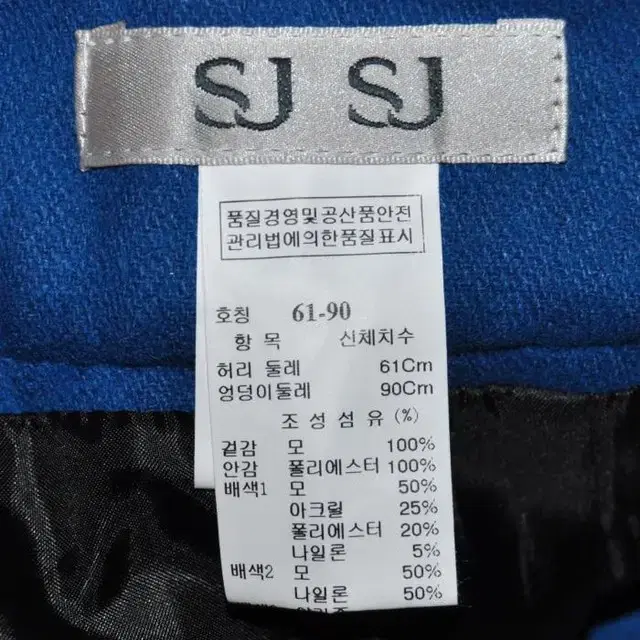 SJ SJ
품질경영및공산품안전
관리법에의한품질표시
호칭 61-90
항 목 신체치수
허리 둘레 61Cm
엉덩이둘레 90Cm
조성섬유 (%)
겉감 모 100%
안감 폴리에스터 100%
배색1 모 50%
아크릴 25%
폴리에스터 20%
나일론 5%
배색2 모 50%
나일론 50%